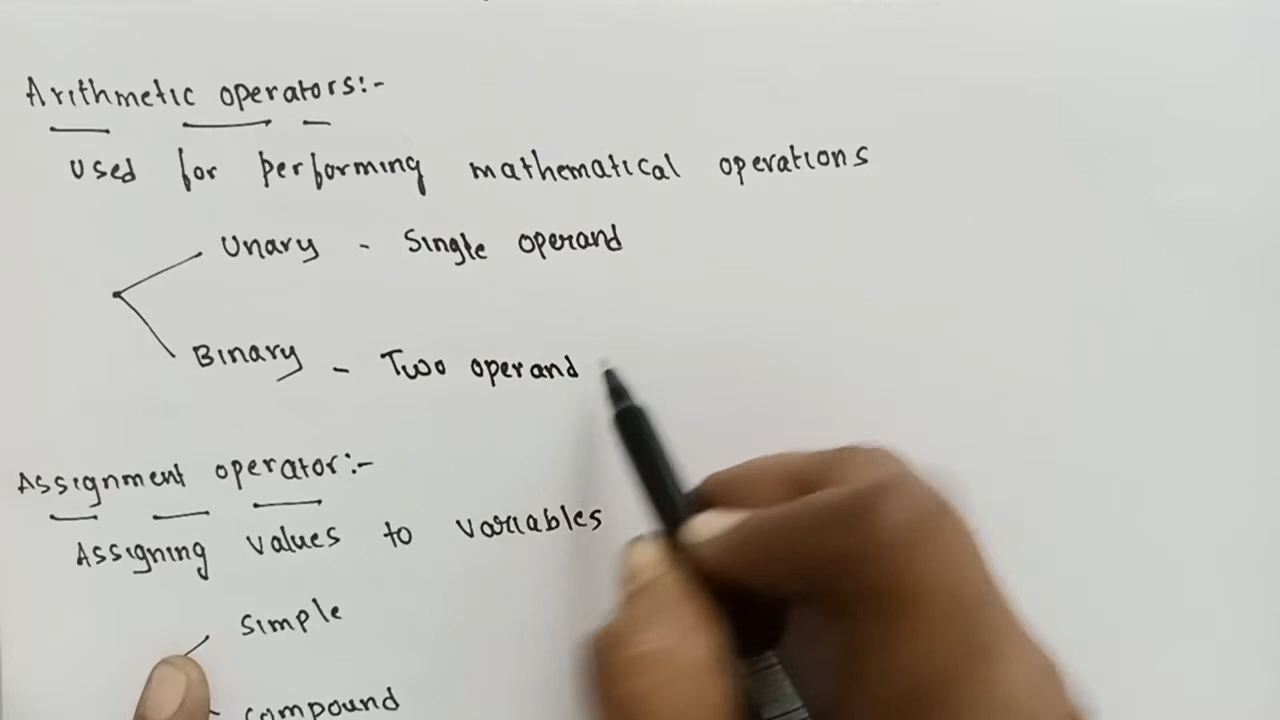 Arithmetic operators:-
Used for performing mathematical operations
Unary - Single operand
Binary - Two operand
Assignment operator:-
Assigning values to variables
Simple
compound